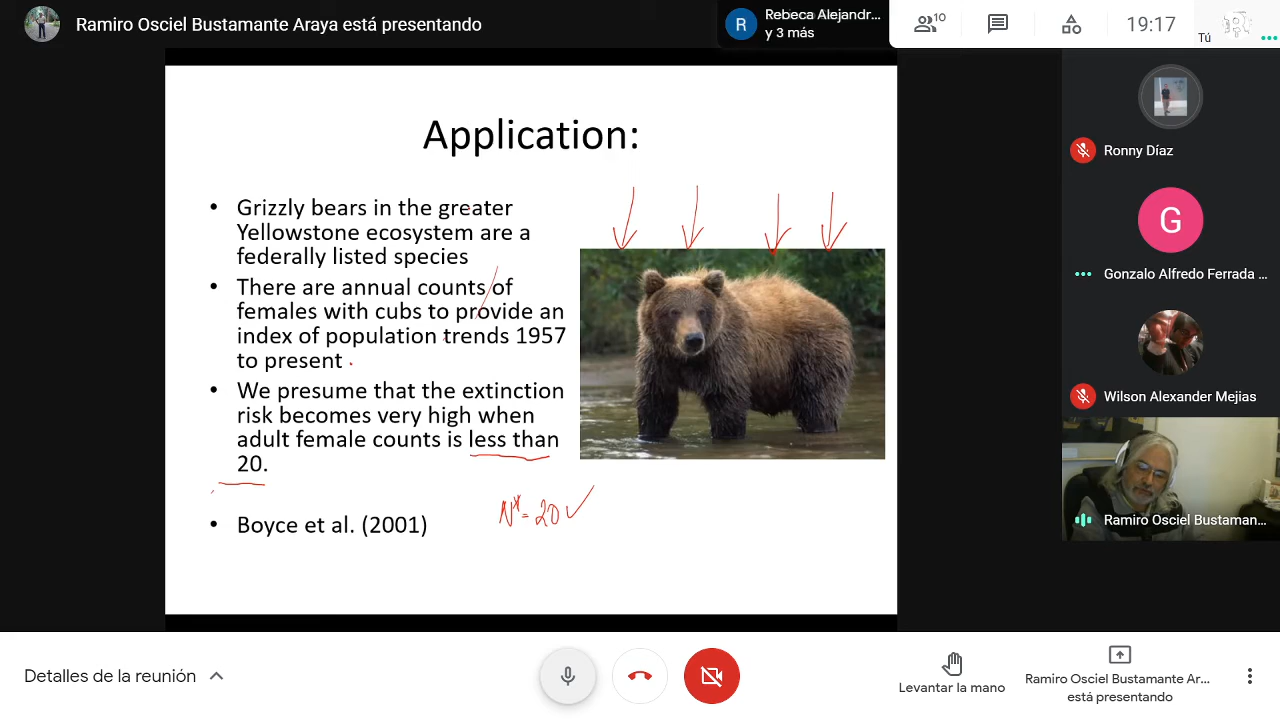 Ramiro Osciel Bustamante Araya está presentando
Rebeca Alejandr...
y 3 más
R
10
19:17
Tú
Application:
• Grizzly bears in the greater
Yellowstone ecosystem are a
federally listed species
• There are annual counts of
females with cubs to provide an
index of population trends 1957
to present
• We presume that the extinction
risk becomes very high when
adult female counts is less than
20.
N*= 20 ✓
• Boyce et al. (2001)
Ronny Díaz
G
Gonzalo Alfredo Ferrada ...
Wilson Alexander Mejias
Ramiro Osciel Bustaman...
Detalles de la reunión
Levantar la mano
Ramiro Osciel Bustamante Ar...
está presentando